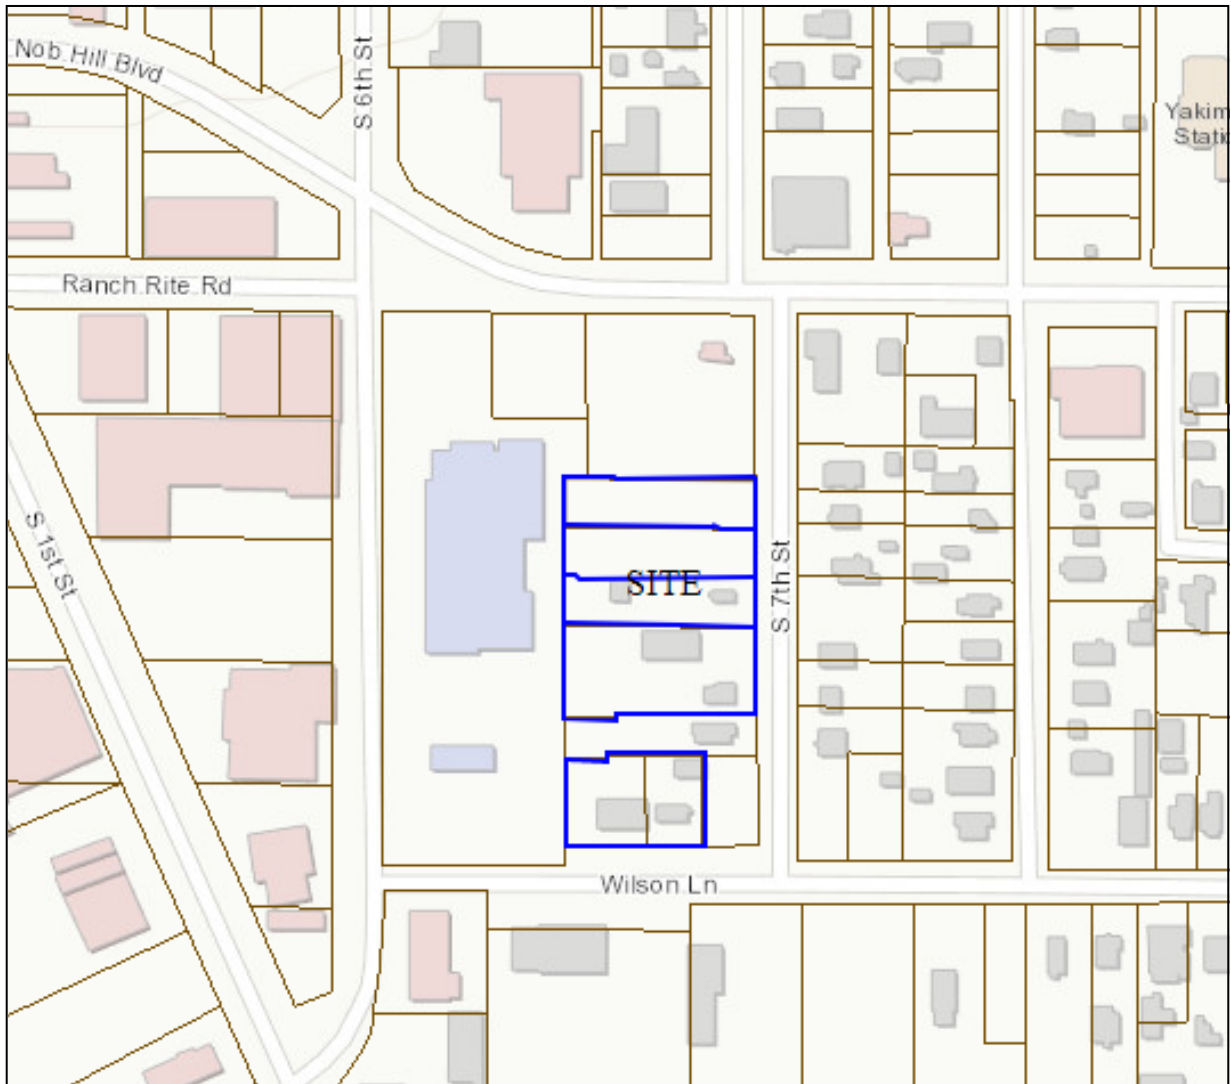 Nob Hill Blvd
S 6th St
Yakim
Static
Ranch Rite Rd
S 1st St
SITE
S 7th St
Wilson Ln